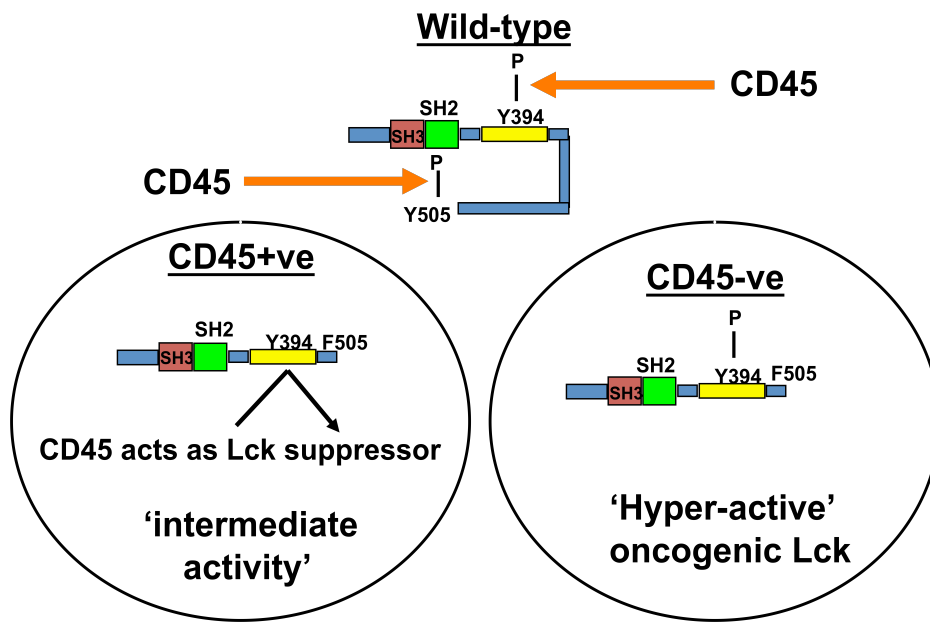 Wild-type
P
CD45
SH2
Y394
SH3
P
CD45
Y505
CD45+ve
SH2
Y394 F505
SH3
CD45 acts as Lck suppressor
‘intermediate
activity’
CD45-ve
P
SH2
Y394 F505
SH3
‘Hyper-active’
oncogenic Lck